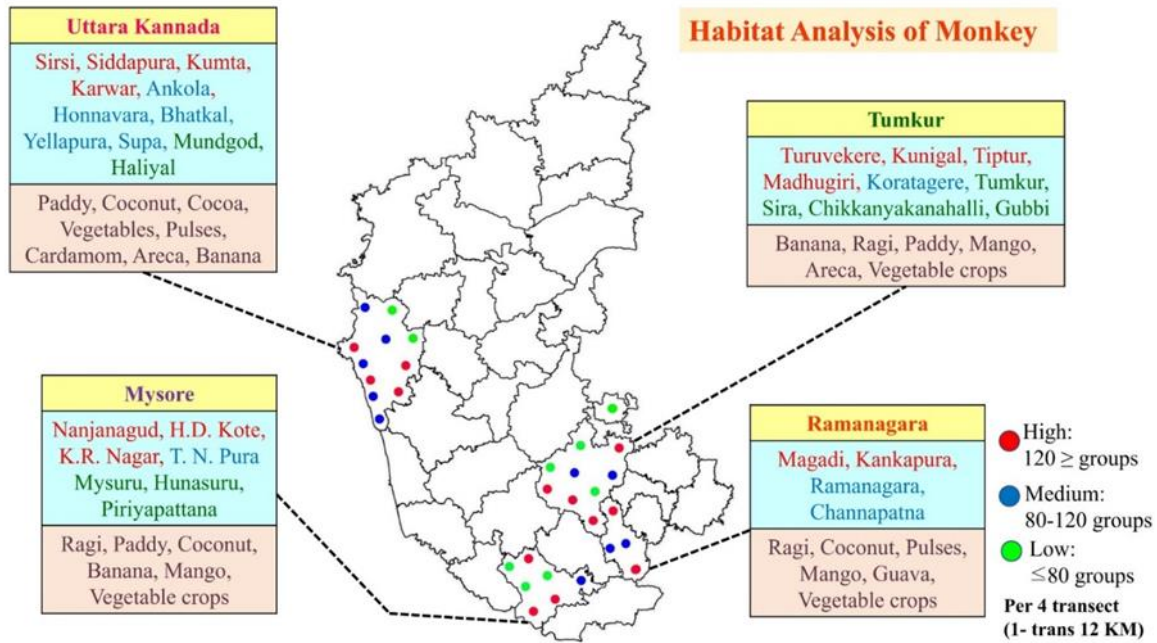 Habitat Analysis of Monkey
Uttara Kannada
Sirsi, Siddapura, Kumta,
Karwar, Ankola,
Honnavara, Bhatkal,
Yellapura, Supa, Mundgod,
Haliyal
Paddy, Coconut, Cocoa,
Vegetables, Pulses,
Cardamom, Areca, Banana
Tumkur
Turuvekere, Kunigal, Tiptur,
Madhugiri, Koratagere, Tumkur,
Sira, Chikkanyakanahalli, Gubbi
Banana, Ragi, Paddy, Mango,
Areca, Vegetable crops
Mysore
Nanjanagud, H.D. Kote,
K.R. Nagar, T. N. Pura
Mysuru, Hunasuru,
Piriyapattana
Ragi, Paddy, Coconut,
Banana, Mango,
Vegetable crops
Ramanagara
Magadi, Kankapura,
Ramanagara,
Channapatna
Ragi, Coconut, Pulses,
Mango, Guava,
Vegetable crops
High:
120 ≥ groups
Medium:
80-120 groups
Low:
≤80 groups
Per 4 transect
(1- trans 12 KM)